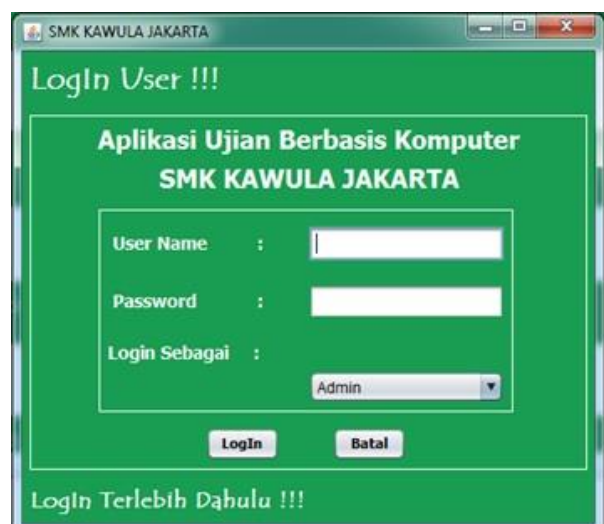 SMK KAWULA JAKARTA
LogIn User !!!
Aplikasi Ujian Berbasis Komputer
SMK KAWULA JAKARTA
User Name :
Password :
Login Sebagai :
Admin
LogIn Batal
LogIn Terlebih Dahulu !!!